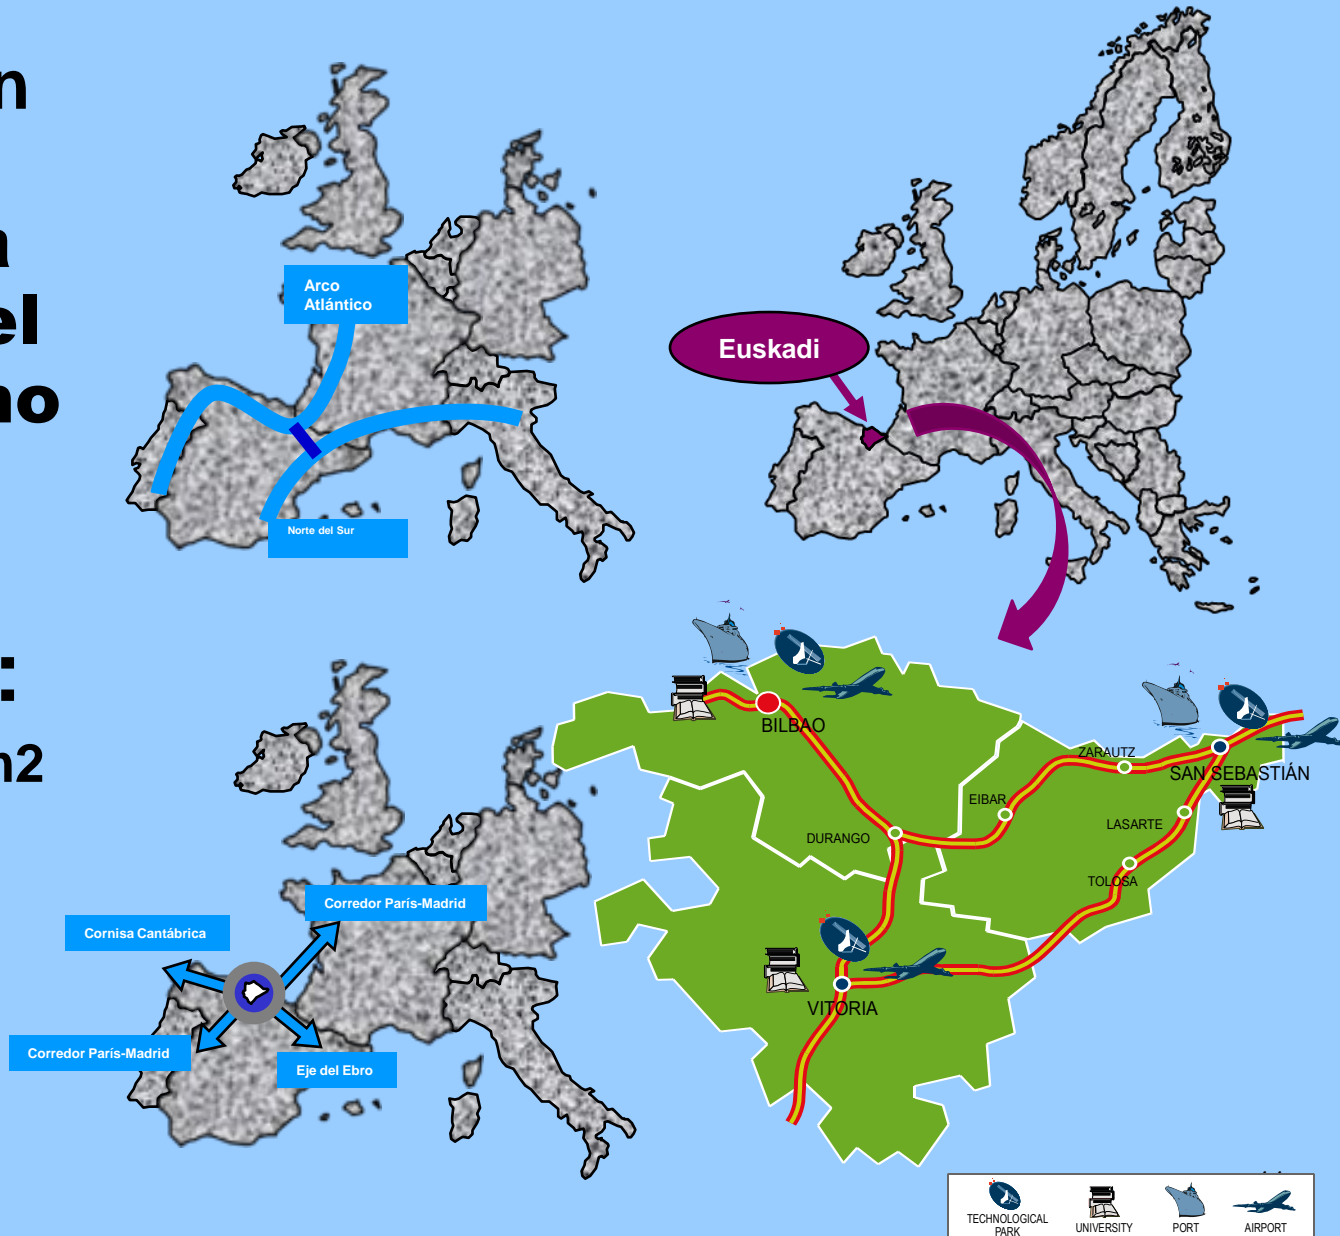 n
a
el
no
:
m2
Arco
Atlántico
Norte del Sur
Euskadi
Corredor París-Madrid
Cornisa Cantábrica
Corredor París-Madrid
Eje del Ebro
BILBAO
ZARAUTZ
SAN SEBASTIÁN
EIBAR
LASARTE
DURANGO
TOLOSA
VITORIA
TECHNOLOGICAL
PARK
UNIVERSITY
PORT
AIRPORT